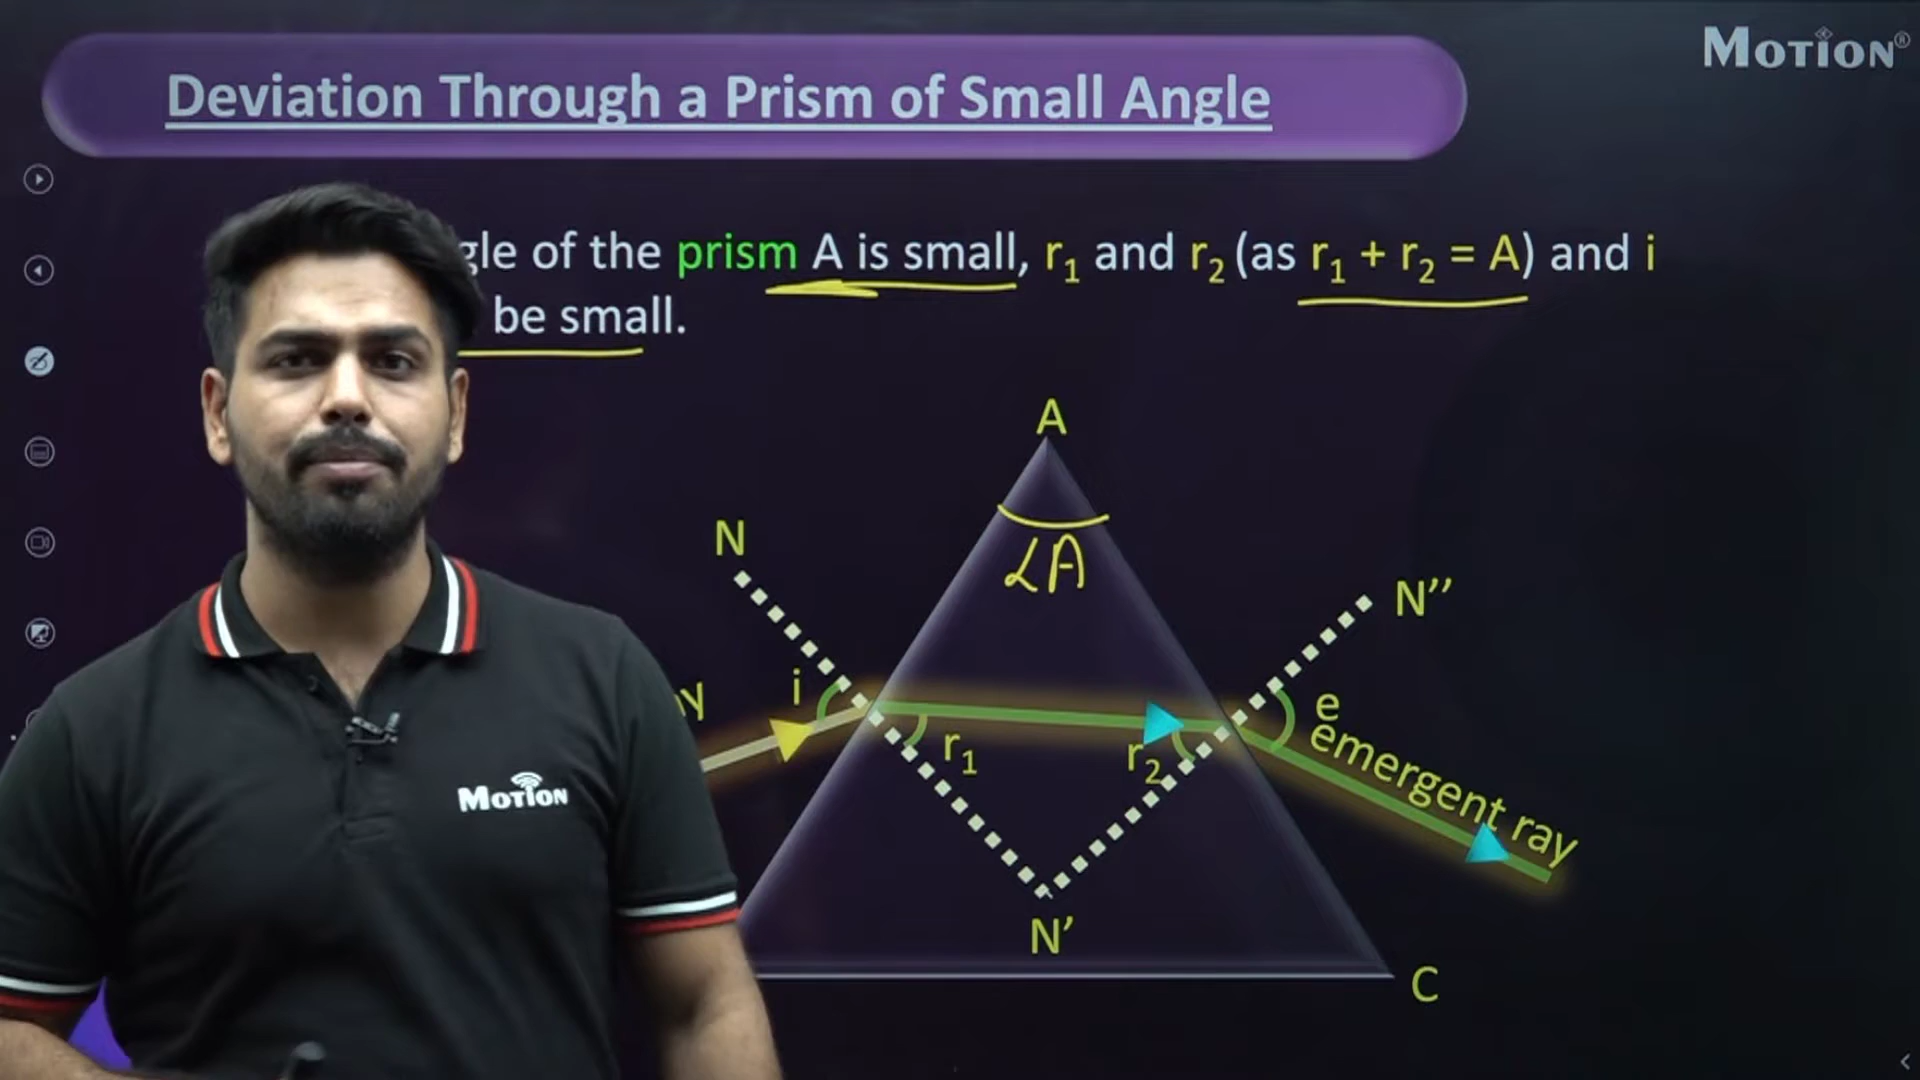 MOTION®
Deviation Through a Prism of Small Angle
of the prism A is small, r₁ and r₂ (as r₁ + r₂ = A) and i
be small.
A
∠A
N
N’’
i
e
r₁
r₂
emergent ray
MOTION
N’
C